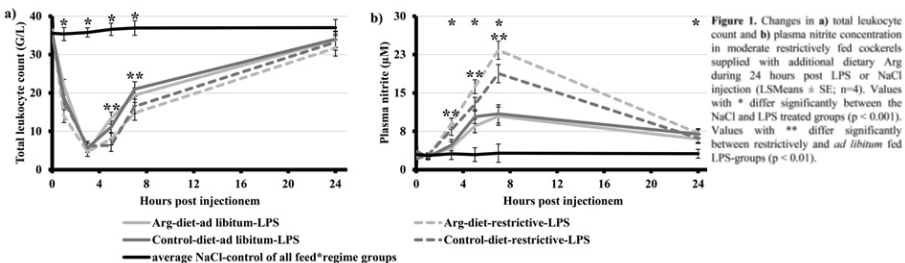 a)
Total leukocyte count (G/L)
40
30
20
10
0
* * * * *
** **
0 4 8 12 16 20 24
Hours post injectionem
b)
Plasma nitrite (µM)
30
23
15
8
0
* * * *
** ** **
0 4 8 12 16 20 24
Hours post injectionem
Arg-diet-ad libitum-LPS
Control-diet-ad libitum-LPS
average NaCl-control of all feed*regime groups
Arg-diet-restrictive-LPS
Control-diet-restrictive-LPS
Figure 1. Changes in a) total leukocyte
count and b) plasma nitrite concentration
in moderate restrictively fed cockerels
supplied with additional dietary Arg
during 24 hours post LPS or NaCl
injection (LSMeans ± SE; n=4). Values
with * differ significantly between the
NaCl and LPS treated groups (p < 0.001).
Values with ** differ significantly
between restrictively and ad libitum fed
LPS-groups (p < 0.01).